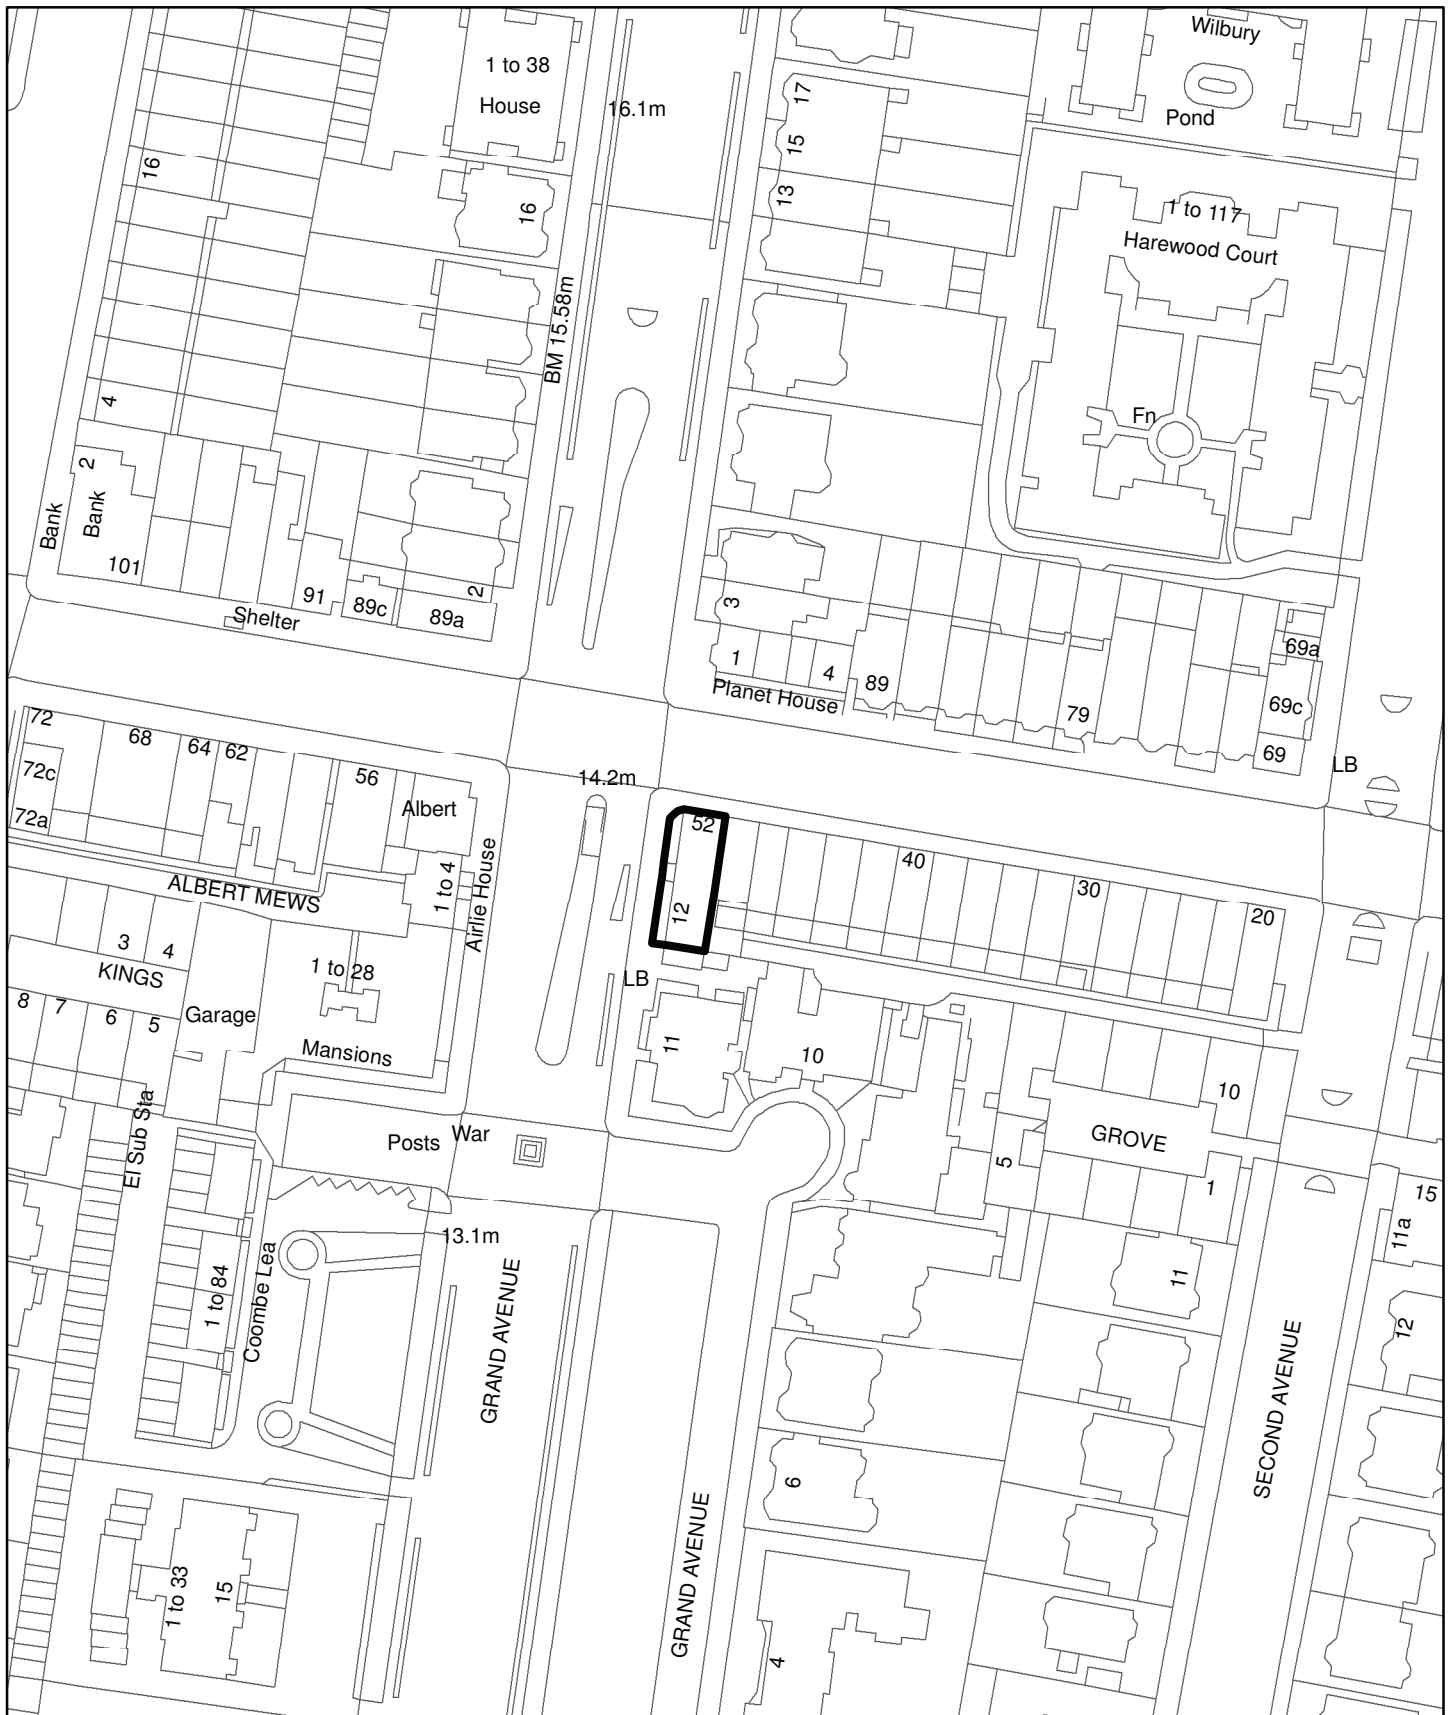 Wilbury
1 to 38
House
16.1m
17
Pond
15
16
13
16
1 to 117
Harewood Court
BM 15.58m
4
Fn
2
Bank
Bank
101
91
89c
2
89a
Shelter
3
69a
1
4
89
Planet House
69c
79
72
68
64
62
69
LB
72c
56
14.2m
Albert
72a
52
40
1 to 4
Airlie House
30
ALBERT MEWS
12
20
3
4
KINGS
1 to 28
LB
8
7
6
5
Garage
Mansions
11
10
10
El Sub Sta
Posts
War
GROVE
5
1
15
11a
13.1m
1 to 84
Coombe Lea
GRAND AVENUE
11
12
SECOND AVENUE
6
GRAND AVENUE
1 to 33
15
4